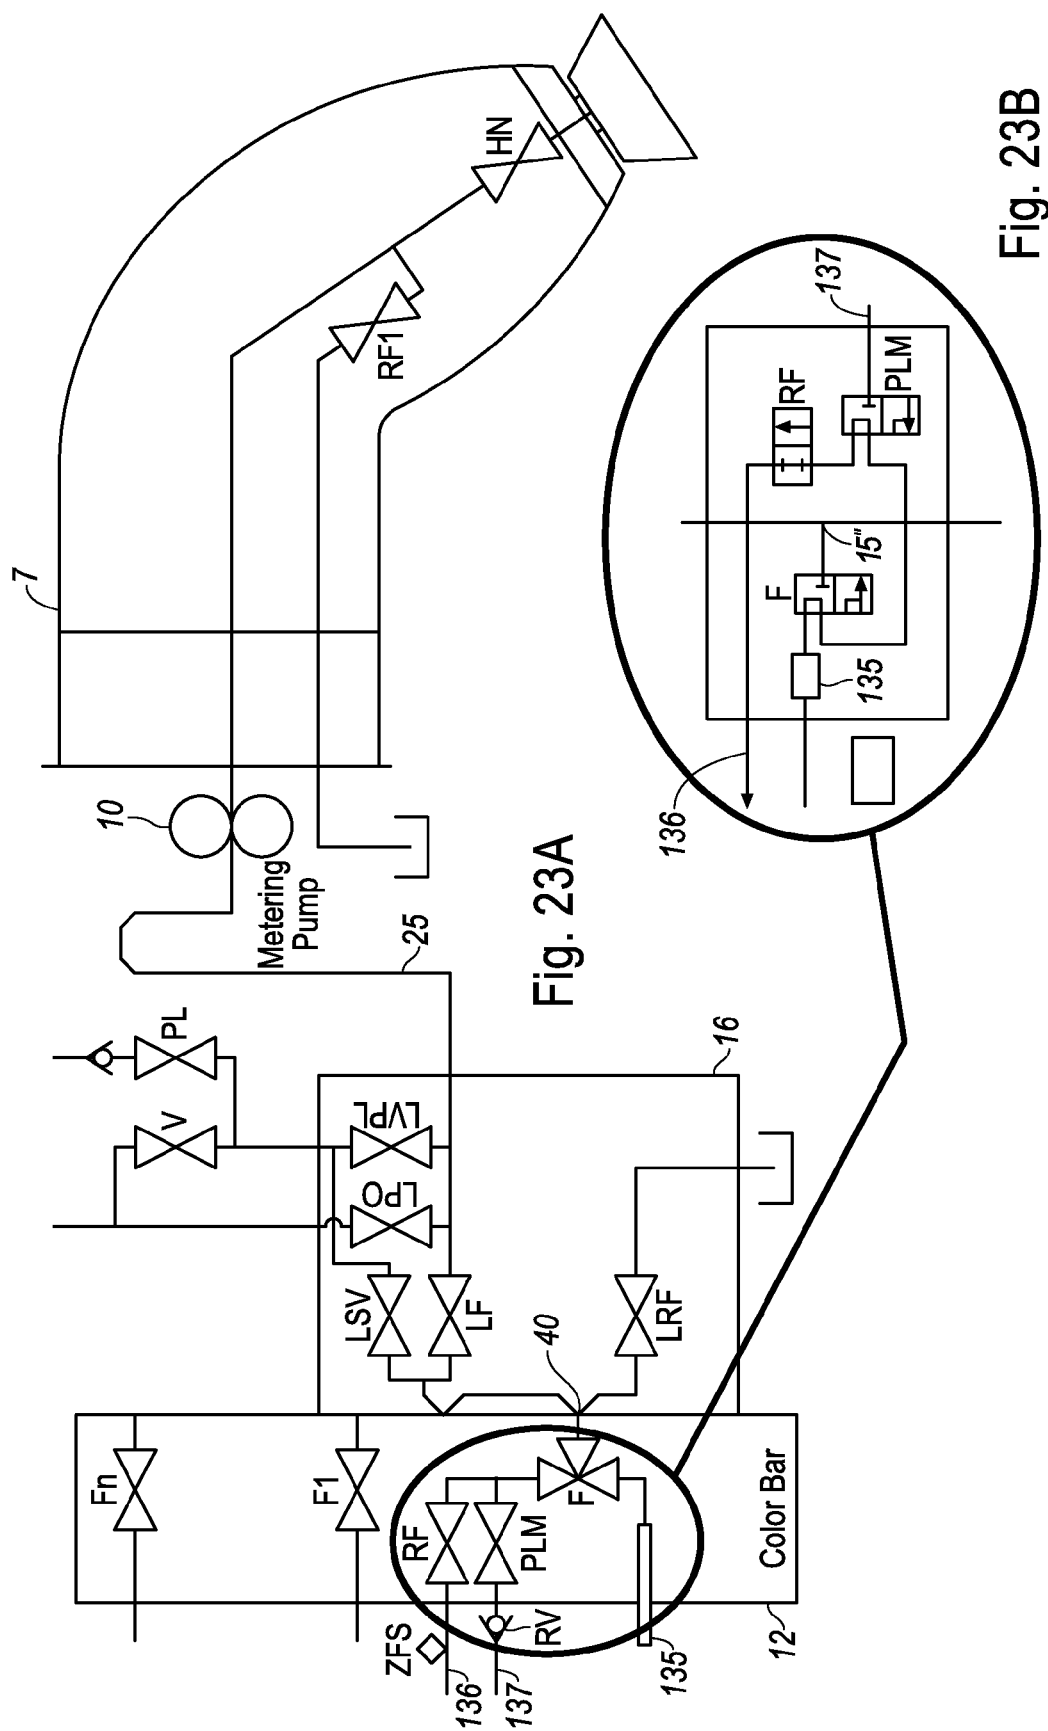 7
10
Metering
Pump
25
HN
RF1
PL
V
LVPL
LPO
LSV
LF
16
LRF
40
Fn
F1
F
RF
PLM
ZFS
RV
136
137
135
12
Color Bar
Fig. 23A
136
135
F
15"
RF
PLM
137
Fig. 23B